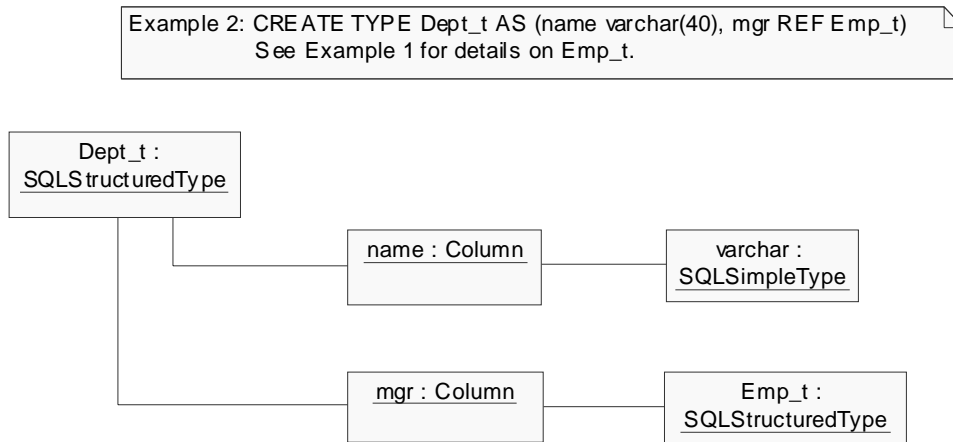 Example 2: CREATE TYPE Dept_t AS (name varchar(40), mgr REF Emp_t)
See Example 1 for details on Emp_t.
Dept_t :
SQLStructuredType
name : Column
varchar :
SQLSimpleType
mgr : Column
Emp_t :
SQLStructuredType